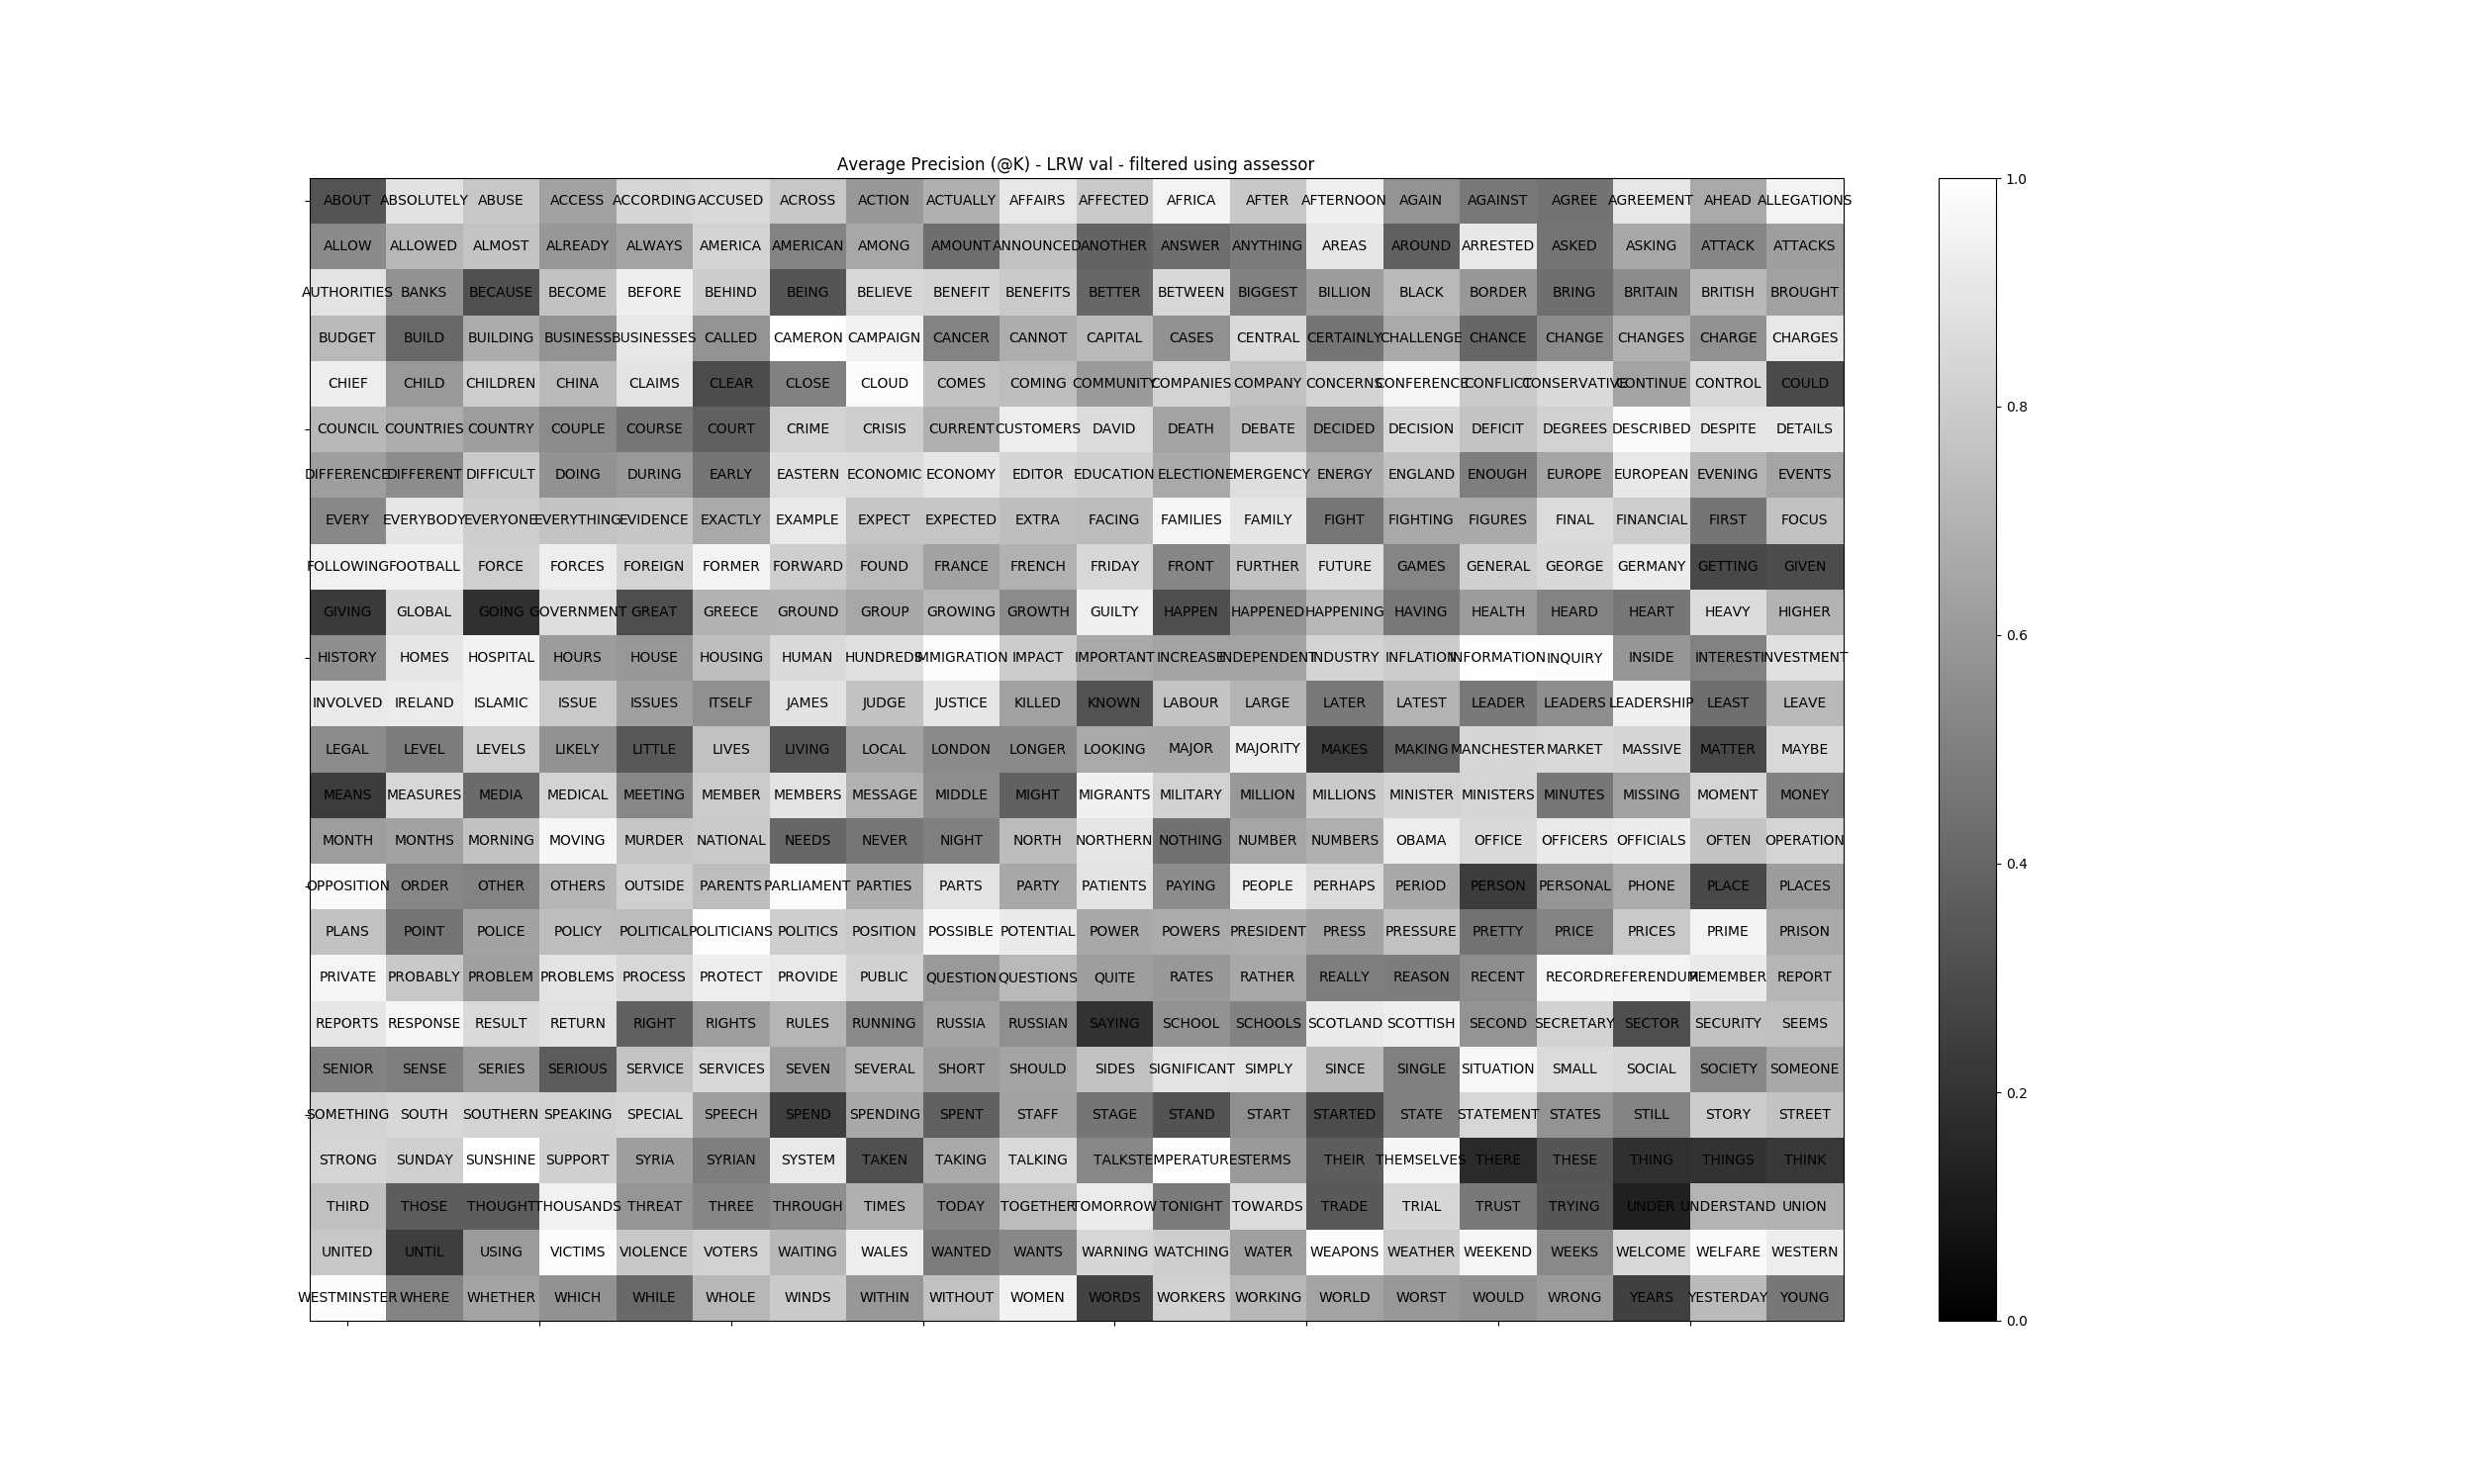 Average Precision (@K) - LRW val - filtered using assessor
ABOUT ABSOLUTELY ABUSE ACCESS ACCORDING ACCUSED ACROSS ACTION ACTUALLY AFFAIRS AFFECTED AFRICA AFTER AFTERNOON AGAIN AGAINST AGREE AGREEMENT AHEAD ALLEGATIONS
ALLOW ALLOWED ALMOST ALREADY ALWAYS AMERICA AMERICAN AMONG AMOUNT ANNOUNCED ANOTHER ANSWER ANYTHING AREAS AROUND ARRESTED ASKED ASKING ATTACK ATTACKS
AUTHORITIES BANKS BECAUSE BECOME BEFORE BEHIND BEING BELIEVE BENEFIT BENEFITS BETTER BETWEEN BIGGEST BILLION BLACK BORDER BRING BRITAIN BRITISH BROUGHT
BUDGET BUILD BUILDING BUSINESS BUSINESSES CALLED CAMERON CAMPAIGN CANCER CANNOT CAPITAL CASES CENTRAL CERTAINLY CHALLENGE CHANCE CHANGE CHANGES CHARGE CHARGES
CHIEF CHILD CHILDREN CHINA CLAIMS CLEAR CLOSE CLOUD COMES COMING COMMUNITY COMPANIES COMPANY CONCERNS CONFERENCE CONFLICT CONSERVATIVE CONTINUE CONTROL COULD
COUNCIL COUNTRIES COUNTRY COUPLE COURSE COURT CRIME CRISIS CURRENT CUSTOMERS DAVID DEATH DEBATE DECIDED DECISION DEFICIT DEGREES DESCRIBED DESPITE DETAILS
DIFFERENCE DIFFERENT DIFFICULT DOING DURING EARLY EASTERN ECONOMIC ECONOMY EDITOR EDUCATION ELECTION EMERGENCY ENERGY ENGLAND ENOUGH EUROPE EUROPEAN EVENING EVENTS
EVERY EVERYBODY EVERYONE EVERYTHING EVIDENCE EXACTLY EXAMPLE EXPECT EXPECTED EXTRA FACING FAMILIES FAMILY FIGHT FIGHTING FIGURES FINAL FINANCIAL FIRST FOCUS
FOLLOWING FOOTBALL FORCE FORCES FOREIGN FORMER FORWARD FOUND FRANCE FRENCH FRIDAY FRONT FURTHER FUTURE GAMES GENERAL GEORGE GERMANY GETTING GIVEN
GIVING GLOBAL GOING GOVERNMENT GREAT GREECE GROUND GROUP GROWING GROWTH GUILTY HAPPEN HAPPENED HAPPENING HAVING HEALTH HEARD HEART HEAVY HIGHER
HISTORY HOMES HOSPITAL HOURS HOUSE HOUSING HUMAN HUNDREDS IMMIGRATION IMPACT IMPORTANT INCREASE INDEPENDENT INDUSTRY INFLATION INFORMATION INQUIRY INSIDE INTEREST INVESTMENT
INVOLVED IRELAND ISLAMIC ISSUE ISSUES ITSELF JAMES JUDGE JUSTICE KILLED KNOWN LABOUR LARGE LATER LATEST LEADER LEADERS LEADERSHIP LEAST LEAVE
LEGAL LEVEL LEVELS LIKELY LITTLE LIVES LIVING LOCAL LONDON LONGER LOOKING MAJOR MAJORITY MAKES MAKING MANCHESTER MARKET MASSIVE MATTER MAYBE
MEANS MEASURES MEDIA MEDICAL MEETING MEMBER MEMBERS MESSAGE MIDDLE MIGHT MIGRANTS MILITARY MILLION MILLIONS MINISTER MINISTERS MINUTES MISSING MOMENT MONEY
MONTH MONTHS MORNING MOVING MURDER NATIONAL NEEDS NEVER NIGHT NORTH NORTHERN NOTHING NUMBER NUMBERS OBAMA OFFICE OFFICERS OFFICIALS OFTEN OPERATION
OPPOSITION ORDER OTHER OTHERS OUTSIDE PARENTS PARLIAMENT PARTIES PARTS PARTY PATIENTS PAYING PEOPLE PERHAPS PERIOD PERSON PERSONAL PHONE PLACE PLACES
PLANS POINT POLICE POLICY POLITICAL POLITICIANS POLITICS POSITION POSSIBLE POTENTIAL POWER POWERS PRESIDENT PRESS PRESSURE PRETTY PRICE PRICES PRIME PRISON
PRIVATE PROBABLY PROBLEM PROBLEMS PROCESS PROTECT PROVIDE PUBLIC QUESTION QUESTIONS QUITE RATES RATHER REALLY REASON RECENT RECORD REFERENDUM REMEMBER REPORT
REPORTS RESPONSE RESULT RETURN RIGHT RIGHTS RULES RUNNING RUSSIA RUSSIAN SAYING SCHOOL SCHOOLS SCOTLAND SCOTTISH SECOND SECRETARY SECTOR SECURITY SEEMS
SENIOR SENSE SERIES SERIOUS SERVICE SERVICES SEVEN SEVERAL SHORT SHOULD SIDES SIGNIFICANT SIMPLY SINCE SINGLE SITUATION SMALL SOCIAL SOCIETY SOMEONE
SOMETHING SOUTH SOUTHERN SPEAKING SPECIAL SPEECH SPEND SPENDING SPENT STAFF STAGE STAND START STARTED STATE STATEMENT STATES STILL STORY STREET
STRONG SUNDAY SUNSHINE SUPPORT SYRIA SYRIAN SYSTEM TAKEN TAKING TALKING TALKS TEMPERATURES TERMS THEIR THEMSELVES THERE THESE THING THINGS THINK
THIRD THOSE THOUGHT THOUSANDS THREAT THREE THROUGH TIMES TODAY TOGETHER TOMORROW TONIGHT TOWARDS TRADE TRIAL TRUST TRYING UNDER UNDERSTAND UNION
UNITED UNTIL USING VICTIMS VIOLENCE VOTERS WAITING WALES WANTED WANTS WARNING WATCHING WATER WEAPONS WEATHER WEEKEND WEEKS WELCOME WELFARE WESTERN
WESTMINSTER WHERE WHETHER WHICH WHILE WHOLE WINDS WITHIN WITHOUT WOMEN WORDS WORKERS WORKING WORLD WORST WOULD WRONG YEARS YESTERDAY YOUNG
1.0
0.8
0.6
0.4
0.2
0.0